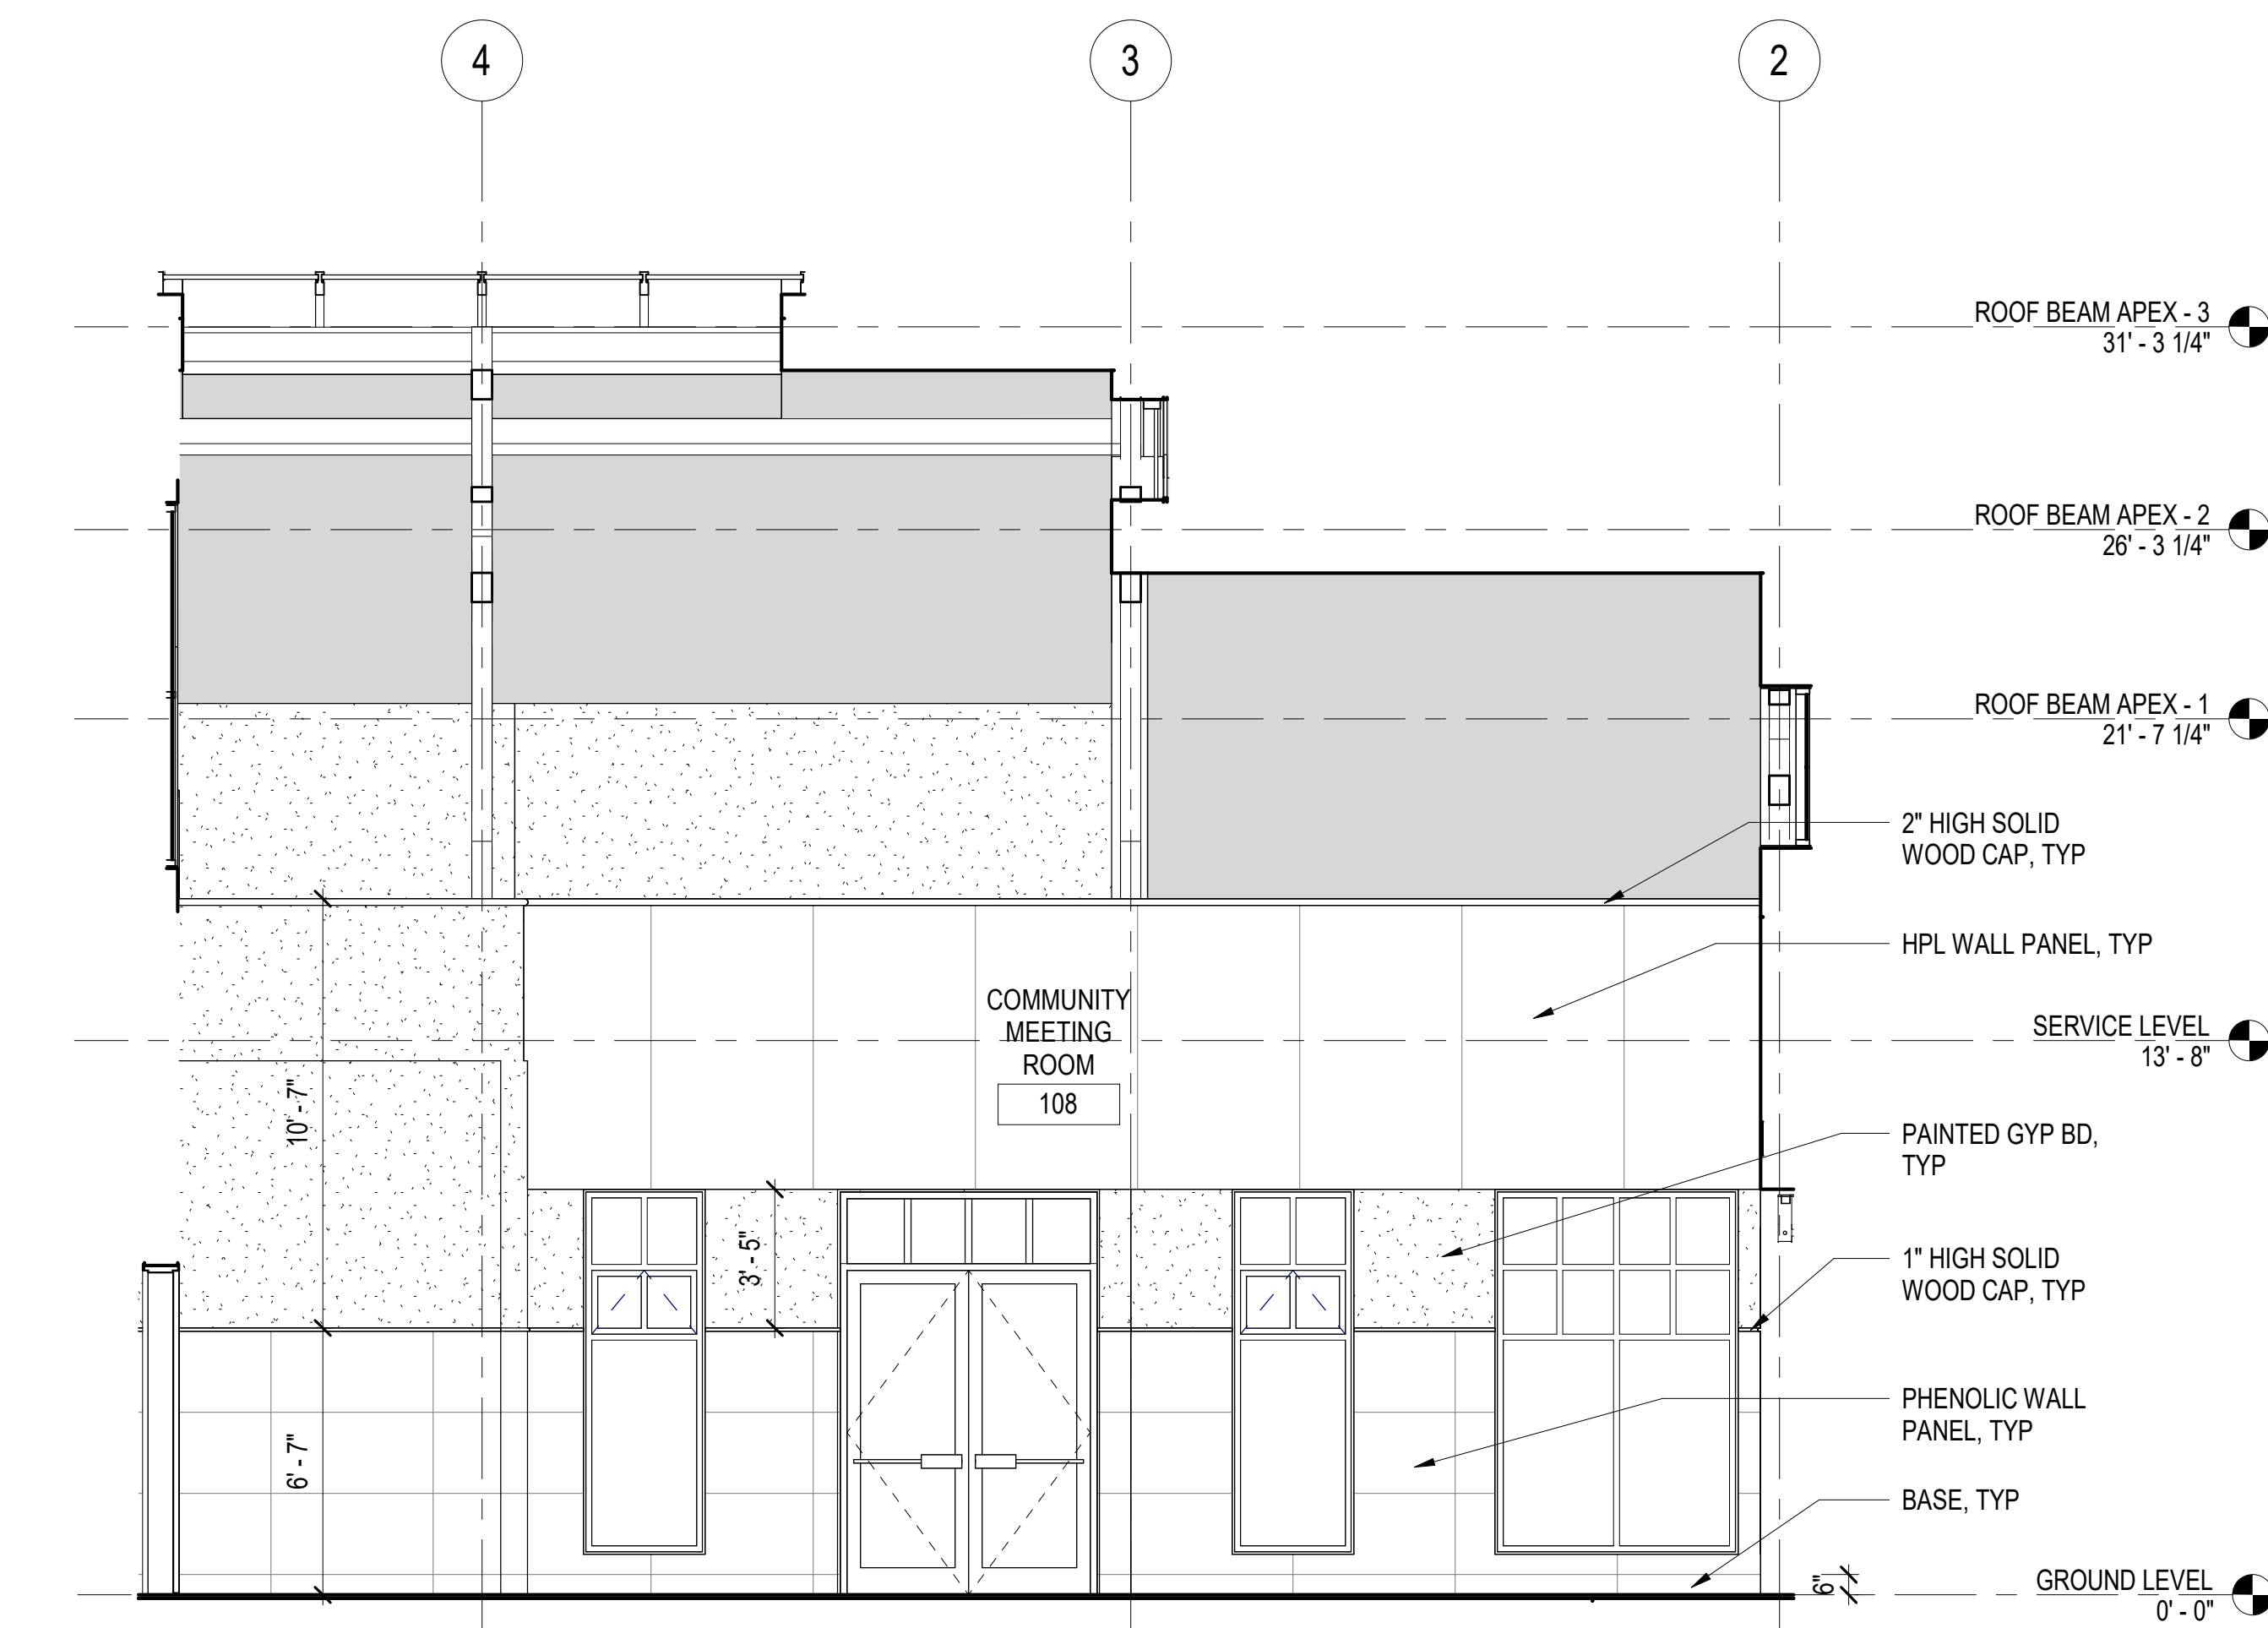 4
3
2
ROOF BEAM APEX - 3
31' - 3 1/4"
ROOF BEAM APEX - 2
26' - 3 1/4"
ROOF BEAM APEX - 1
21' - 7 1/4"
2" HIGH SOLID
WOOD CAP, TYP
HPL WALL PANEL, TYP
COMMUNITY
MEETING
ROOM
108
SERVICE LEVEL
13' - 8"
10' - 7"
PAINTED GYP BD,
TYP
3' - 5"
1" HIGH SOLID
WOOD CAP, TYP
PHENOLIC WALL
PANEL, TYP
6' - 7"
BASE, TYP
6"
GROUND LEVEL
0' - 0"